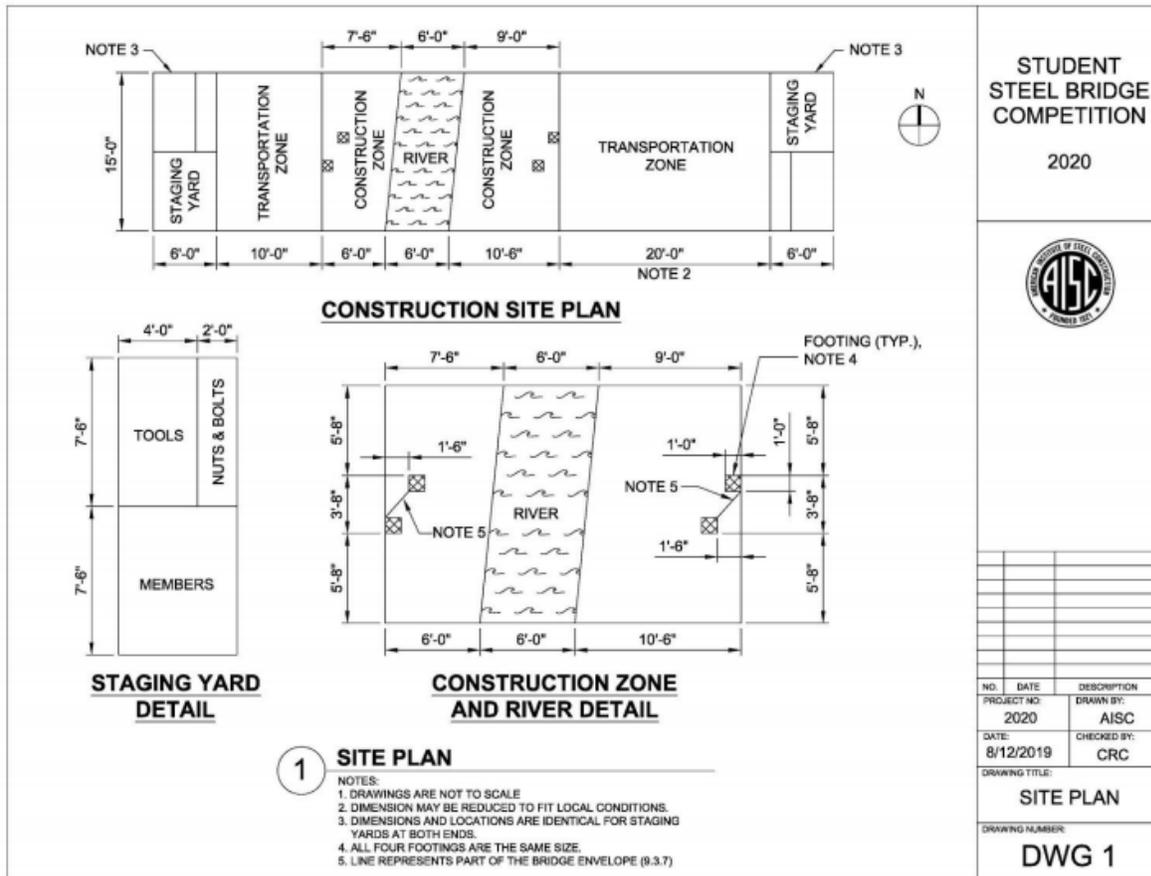 7'-6"
6'-0"
9'-0"
NOTE 3
NOTE 3
15'-0"
STAGING
YARD
TRANSPORTATION
ZONE
CONSTRUCTION
ZONE
RIVER
CONSTRUCTION
ZONE
TRANSPORTATION
ZONE
STAGING
YARD
N
6'-0"
10'-0"
6'-0"
6'-0"
10'-6"
20'-0"
6'-0"
NOTE 2
CONSTRUCTION SITE PLAN
4'-0"
2'-0"
7'-6"
TOOLS
NUTS & BOLTS
7'-6"
MEMBERS
STAGING YARD
DETAIL
7'-6"
6'-0"
9'-0"
FOOTING (TYP.),
NOTE 4
5'-8"
1'-6"
1'-0"
1'-0"
5'-8"
3'-8"
NOTE 5
RIVER
NOTE 5
3'-8"
1'-6"
5'-8"
5'-8"
6'-0"
6'-0"
10'-6"
CONSTRUCTION ZONE
AND RIVER DETAIL
1
SITE PLAN
NOTES:
1. DRAWINGS ARE NOT TO SCALE
2. DIMENSION MAY BE REDUCED TO FIT LOCAL CONDITIONS.
3. DIMENSIONS AND LOCATIONS ARE IDENTICAL FOR STAGING
YARDS AT BOTH ENDS.
4. ALL FOUR FOOTINGS ARE THE SAME SIZE.
5. LINE REPRESENTS PART OF THE BRIDGE ENVELOPE (9.3.7)
STUDENT
STEEL BRIDGE
COMPETITION
2020
AMERICAN INSTITUTE OF STEEL CONSTRUCTION
AISC
FOUNDED 1921
NO. DATE DESCRIPTION
PROJECT NO: DRAWN BY:
2020 AISC
DATE: CHECKED BY:
8/12/2019 CRC
DRAWING TITLE:
SITE PLAN
DRAWING NUMBER:
DWG 1